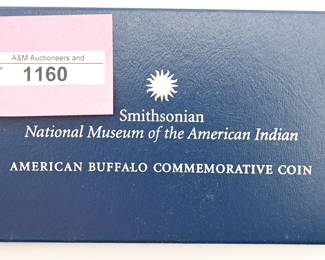 A&M Auctioneers and
1160
Smithsonian
National Museum of the American Indian
AMERICAN BUFFALO COMMEMORATIVE COIN